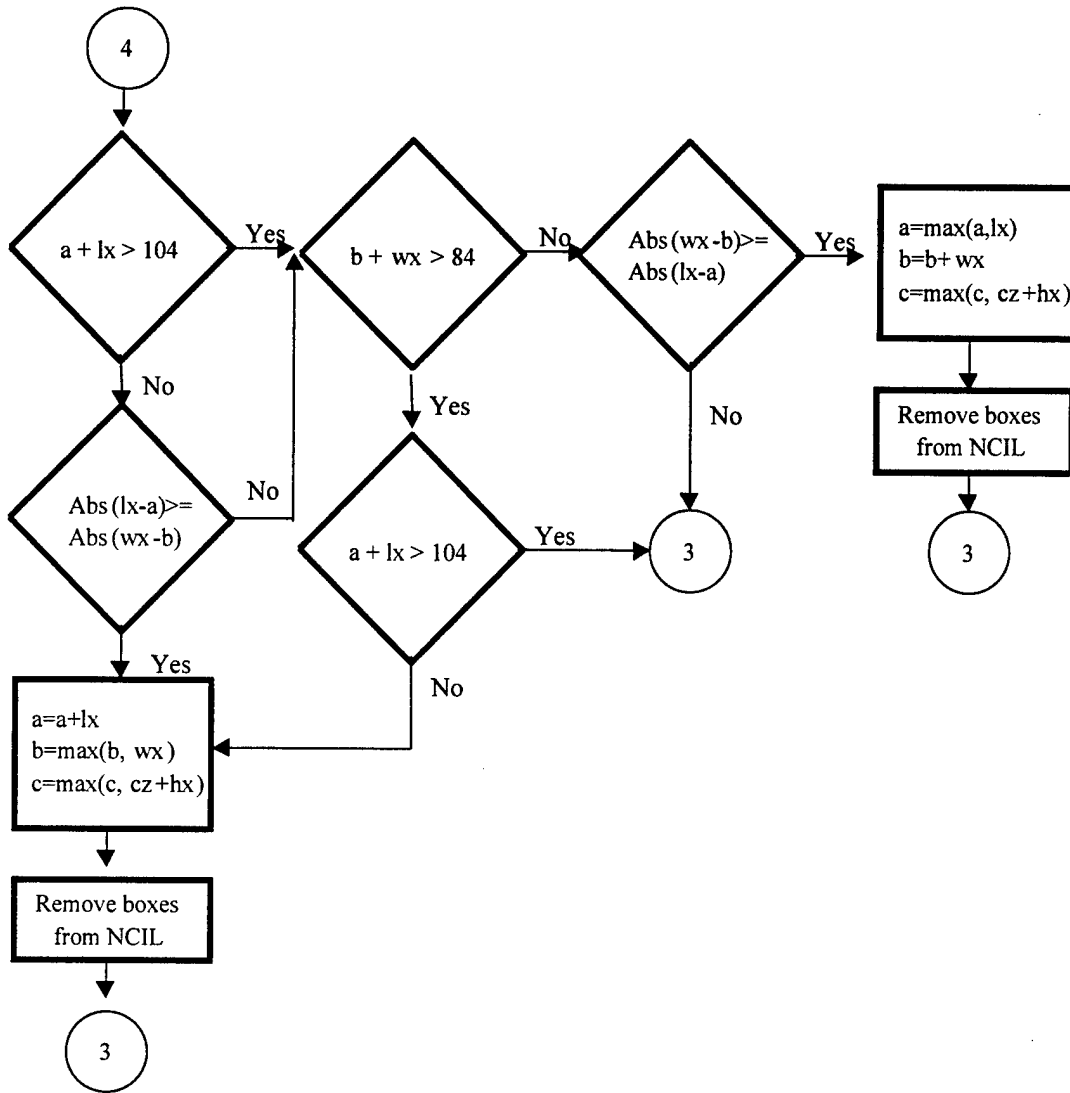 4
a + lx > 104
Yes
b + wx > 84
No
Abs (wx-b)>=
Abs (lx-a)
Yes
a=max(a,lx)
b=b+wx
c=max(c, cz+hx)
No
Yes
No
Remove boxes
from NCIL
Abs (lx-a)>=
Abs (wx-b)
No
a + lx > 104
Yes
3
3
Yes
No
a=a+lx
b=max(b, wx)
c=max(c, cz+hx)
Remove boxes
from NCIL
3